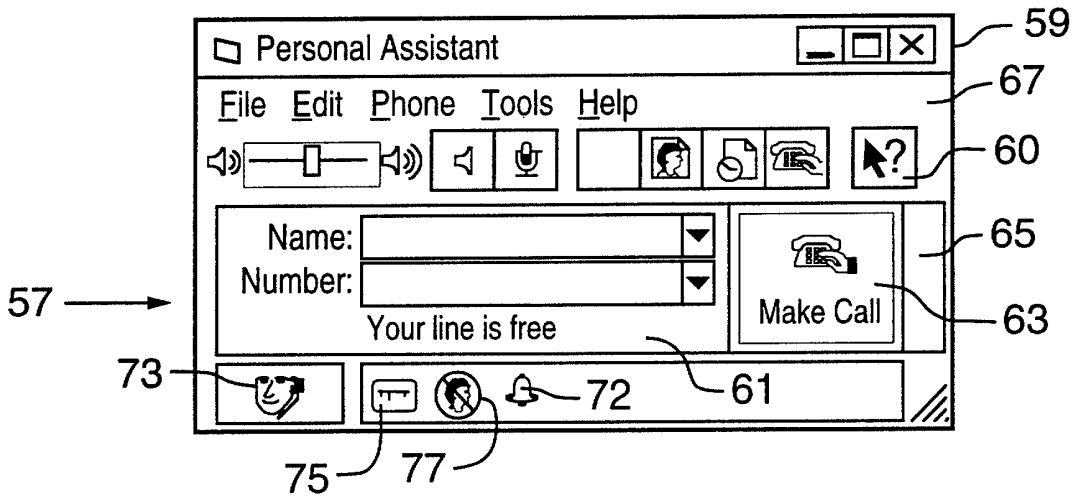 Personal Assistant
59
67
File Edit Phone Tools Help
?
60
Name:
Number:
65
57
Make Call
63
Your line is free
73
61
72
75
77